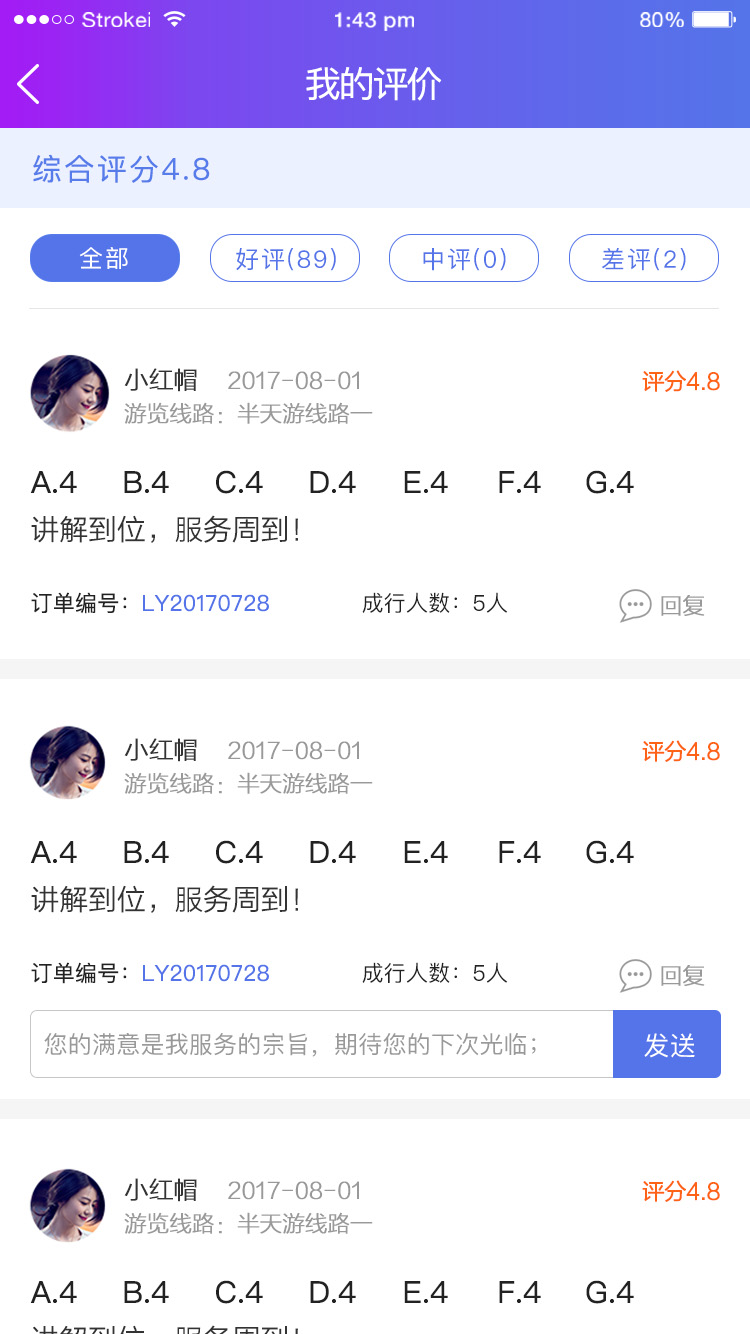 Strokei 1:43 pm 80%
我的评价
综合评分4.8
全部 好评(89) 中评(0) 差评(2)
小红帽 2017-08-01 评分4.8
游览线路：半天游线路一
A.4 B.4 C.4 D.4 E.4 F.4 G.4
讲解到位，服务周到！
订单编号：LY20170728 成行人数：5人 回复
小红帽 2017-08-01 评分4.8
游览线路：半天游线路一
A.4 B.4 C.4 D.4 E.4 F.4 G.4
讲解到位，服务周到！
订单编号：LY20170728 成行人数：5人 回复
您的满意是我服务的宗旨，期待您的下次光临； 发送
小红帽 2017-08-01 评分4.8
游览线路：半天游线路一
A.4 B.4 C.4 D.4 E.4 F.4 G.4